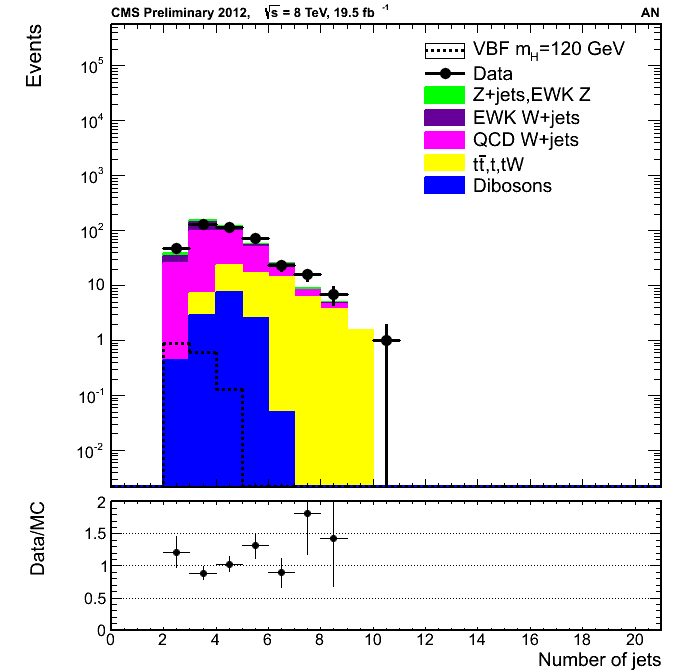 CMS Preliminary 2012, √s = 8 TeV, 19.5 fb⁻¹ AN
Events
VBF m_H=120 GeV
Data
Z+jets,EWK Z
EWK W+jets
QCD W+jets
tt̄,t,tW
Dibosons
10⁵
10⁴
10³
10²
10
1
10⁻¹
10⁻²
Data/MC
2
1.5
1
0.5
0
0 2 4 6 8 10 12 14 16 18 20
Number of jets